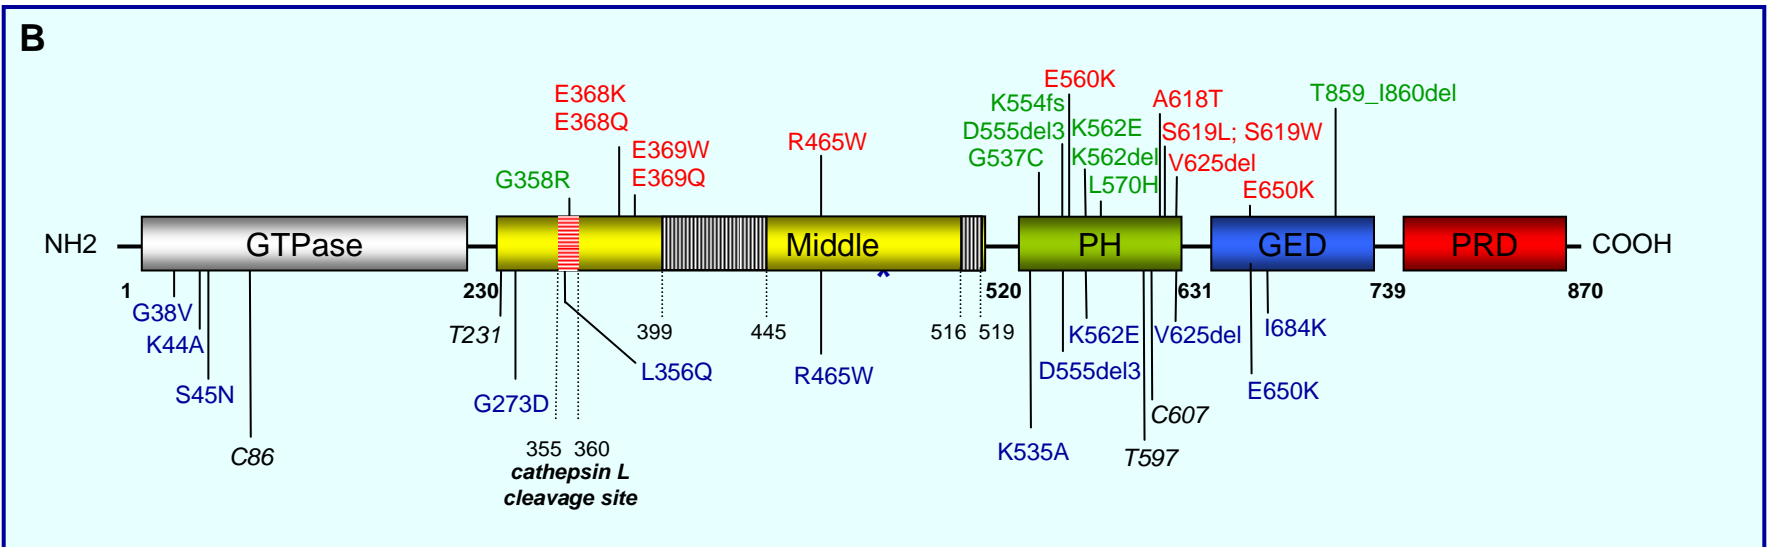 B
E560K
E368K
K554fs
A618T
T859_I860del
E368Q
D555del3
K562E
S619L; S619W
E369W
R465W
G537C
K562del
V625del
G358R
E369Q
L570H
E650K
NH2
GTPase
Middle
*
PH
GED
PRD
COOH
1
230
520
631
739
870
G38V
T231
399
445
516
519
K562E
V625del
I684K
K44A
L356Q
R465W
D555del3
S45N
G273D
E650K
C607
C86
355
360
K535A
T597
cathepsin L
cleavage site